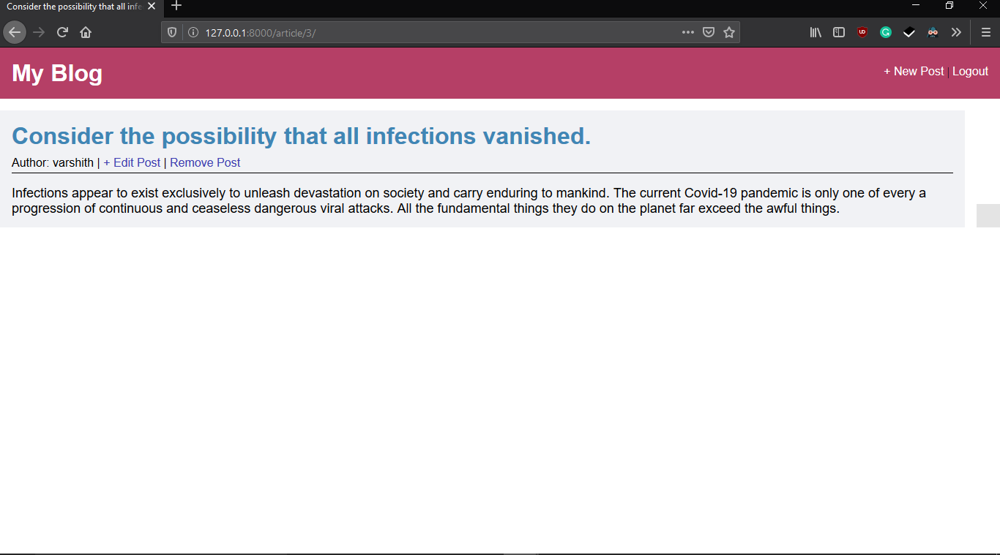 Consider the possibility that all infe
127.0.0.1:8000/article/3/
My Blog
+ New Post | Logout
Consider the possibility that all infections vanished.
Author: varshith | + Edit Post | Remove Post
Infections appear to exist exclusively to unleash devastation on society and carry enduring to mankind. The current Covid-19 pandemic is only one of every a
progression of continuous and ceaseless dangerous viral attacks. All the fundamental things they do on the planet far exceed the awful things.